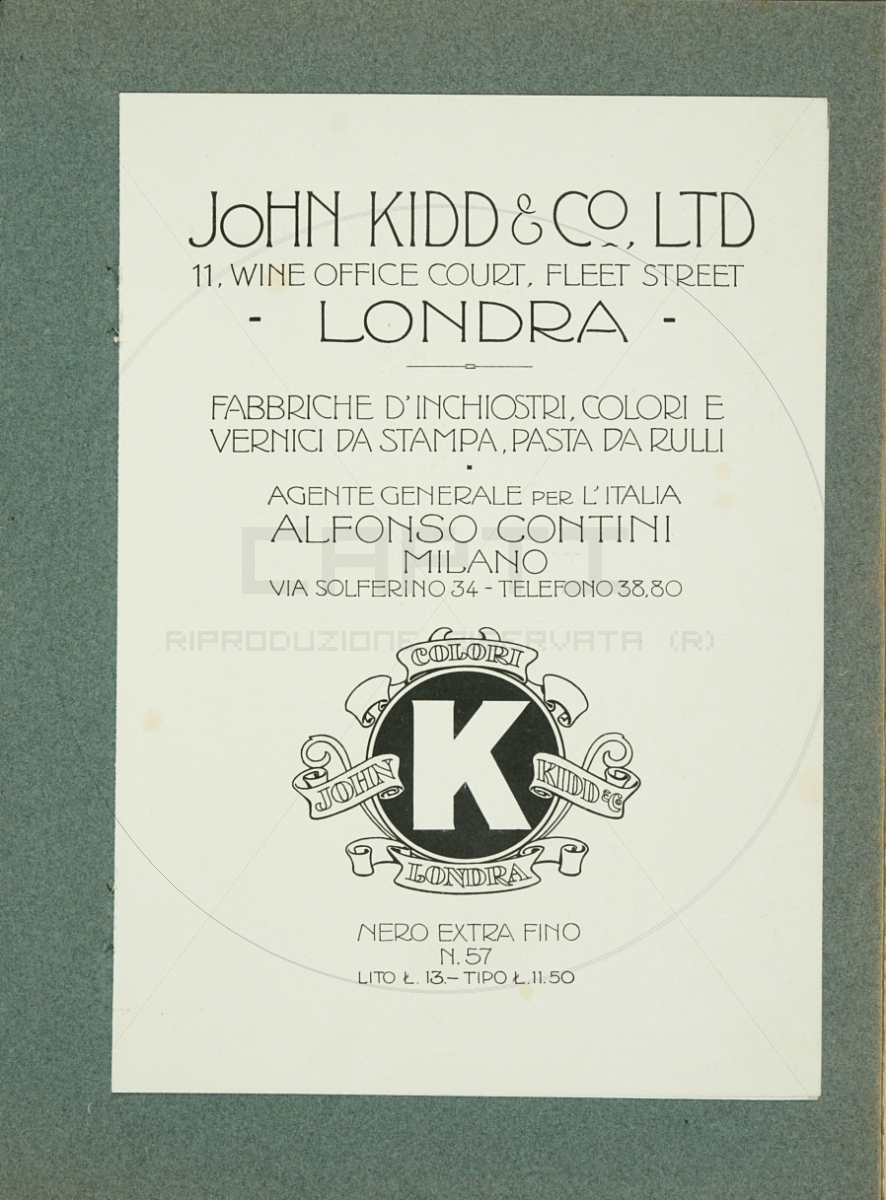 JoHN KIDD & Co, LTD
11, WINE OFFICE COURT, FLEET STREET
- LONDRA -
FABBRICHE D'INCHIOSTRI, COLORI E
VERNICI DA STAMPA, PASTA DA RULLI
AGENTE GENERALE PER L'ITALIA
ALFONSO CONTINI
MILANO
VIA SOLFERINO 34 - TELEFONO 38,80
RIPRODUZIONE RISERVATA (R)
COLORI
K
JOHN
KIDD & Co
LONDRA
NERO EXTRA FINO
N. 57
LITO Ł. 13.- TIPO Ł. 11.50